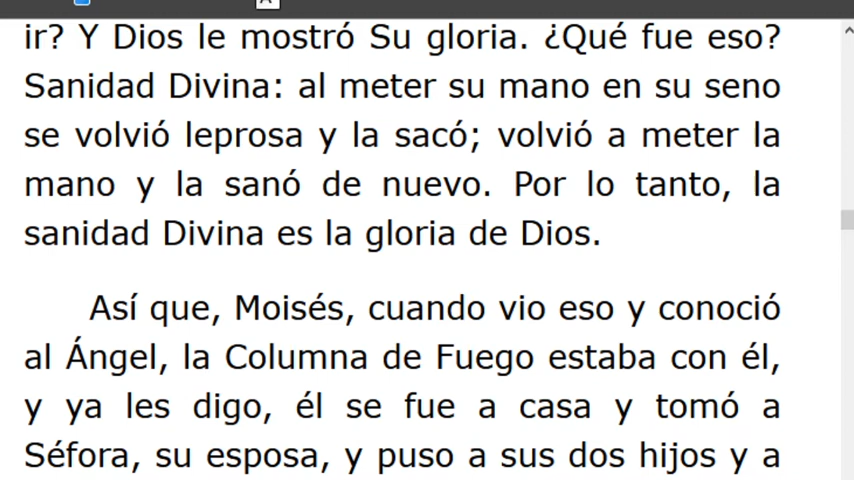 ir? Y Dios le mostró Su gloria. ¿Qué fue eso?
Sanidad Divina: al meter su mano en su seno
se volvió leprosa y la sacó; volvió a meter la
mano y la sanó de nuevo. Por lo tanto, la
sanidad Divina es la gloria de Dios.
Así que, Moisés, cuando vio eso y conoció
al Ángel, la Columna de Fuego estaba con él,
y ya les digo, él se fue a casa y tomó a
Séfora, su esposa, y puso a sus dos hijos y a